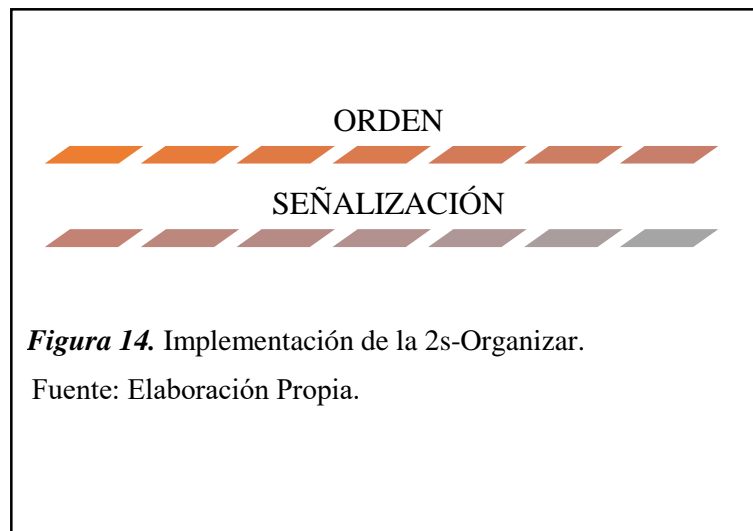 ORDEN
SEÑALIZACIÓN
Figura 14. Implementación de la 2s-Organizar.
Fuente: Elaboración Propia.